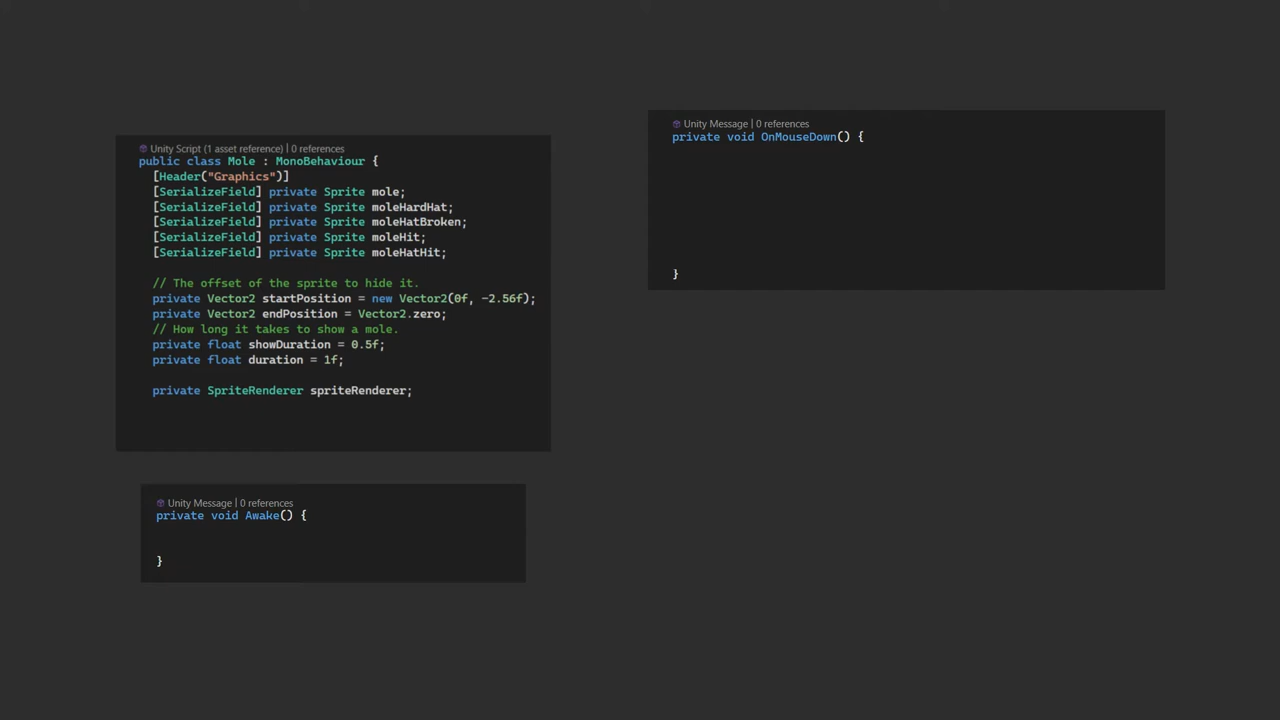 Unity Script (1 asset reference) | 0 references
public class Mole : MonoBehaviour {
[Header("Graphics")]
[SerializeField] private Sprite mole;
[SerializeField] private Sprite moleHardHat;
[SerializeField] private Sprite moleHatBroken;
[SerializeField] private Sprite moleHit;
[SerializeField] private Sprite moleHatHit;
// The offset of the sprite to hide it.
private Vector2 startPosition = new Vector2(0f, -2.56f);
private Vector2 endPosition = Vector2.zero;
// How long it takes to show a mole.
private float showDuration = 0.5f;
private float duration = 1f;
private SpriteRenderer spriteRenderer;
Unity Message | 0 references
private void Awake() {
}
Unity Message | 0 references
private void OnMouseDown() {
}